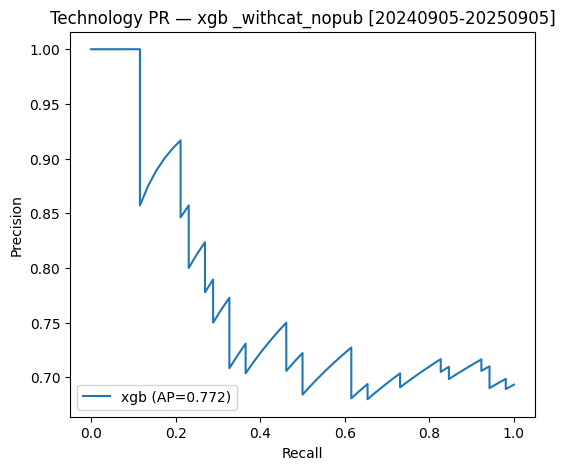 Technology PR — xgb _withcat_nopub [20240905-20250905]
1.00
0.95
0.90
0.85
0.80
0.75
0.70
Precision
xgb (AP=0.772)
0.0 0.2 0.4 0.6 0.8 1.0
Recall